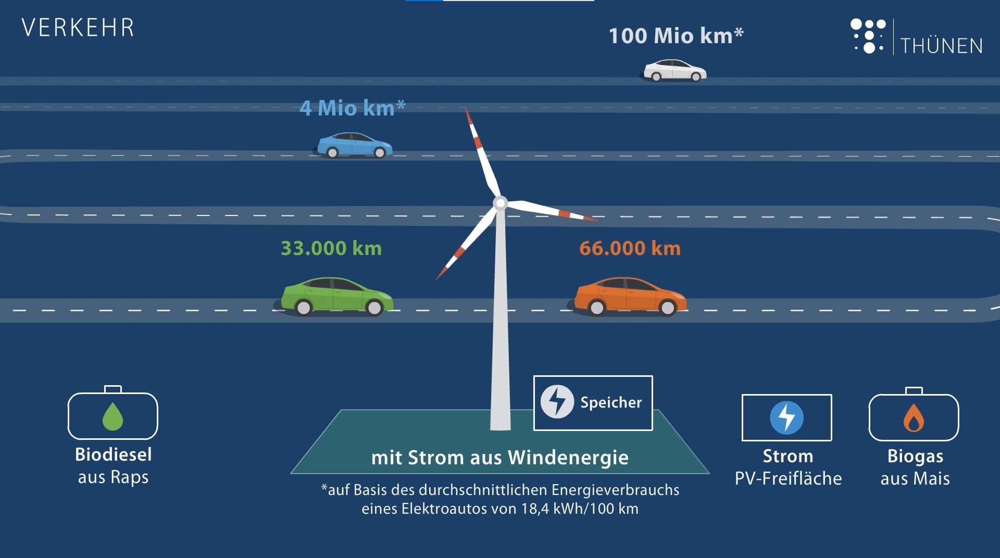 VERKEHR
100 Mio km*
THÜNEN
4 Mio km*
33.000 km
66.000 km
Speicher
mit Strom aus Windenergie
*auf Basis des durchschnittlichen Energieverbrauchs
eines Elektroautos von 18,4 kWh/100 km
Biodiesel
aus Raps
Strom
PV-Freifläche
Biogas
aus Mais